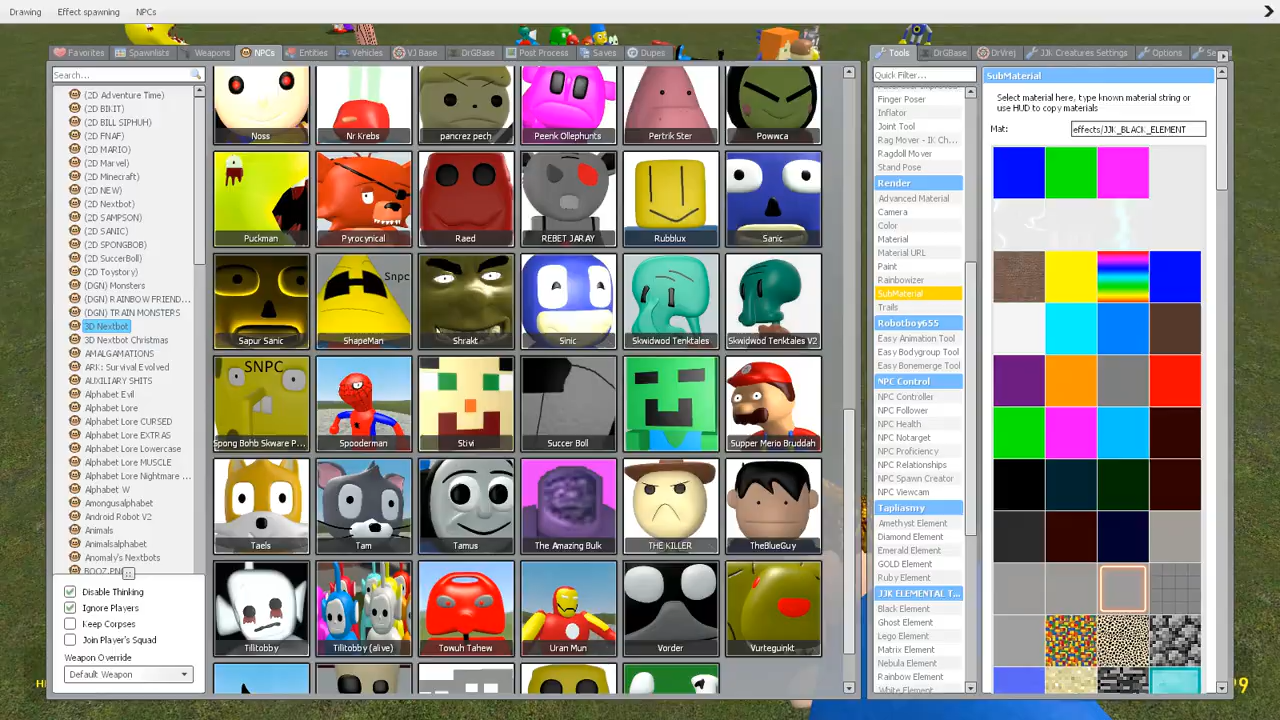 Drawing Effect spawning NPCs
Favorites Spawnlists Weapons NPCs Entities Vehicles VJ Base DrGBase Post Process Saves Dupes
Search...
(2D Adventure Time)
(2D BIKIT)
(2D BILL SIPHUH)
(2D FNAF)
(2D MARIO)
(2D Marvel)
(2D Minecraft)
(2D NEW)
(2D Nextbot)
(2D SAMPSON)
(2D SANIC)
(2D SPONGBOB)
(2D SuccerBoll)
(2D Toystory)
(DGN) Monsters
(DGN) RAINBOW FRIEND...
(DGN) TRAIN MONSTERS
3D Nextbot
3D Nextbot Christmas
AMALGAMATIONS
ARK: Survival Evolved
AUXILIARY SHITS
Alphabet Evil
Alphabet Lore
Alphabet Lore CURSED
Alphabet Lore EXTRAS
Alphabet Lore Lowercase
Alphabet Lore MUSCLE
Alphabet Lore Nightmare ...
Alphabet W
Amongusalphabet
Android Robot V2
Animals
Animalsalphabet
Anomaly's Nextbots
Disable Thinking
Ignore Players
Keep Corpses
Join Player's Squad
Weapon Override
Default Weapon
Noss Nr Krebs pancrez pech Peenk Ollephunts Pertrik Ster Powwca
Puckman Pyrocynical Raed REBET JARAY Rubblux Sanic
Snpc
Sapur Sanic ShapeMan Shrakt Sinic Skwidwod Tenktales Skwidwod Tenktales V2
SNPC
Spong Bohb Skware P... Spooderman Stivi Succer Boll Supper Merio Bruddah
Taels Tam Tamus The Amazing Bulk THE KILLER TheBlueGuy
Tillitobby Tillitobby (alive) Towuh Tahew Uran Mun Vorder Vurteguinkt
Tools DrGBase DrVrej JJk Creatures Settings Options Se
Quick Filter...
Finger Poser
Inflator
Joint Tool
Rag Mover - IK Ch...
Ragdoll Mover
Stand Pose
Render
Advanced Material
Camera
Color
Material
Material URL
Paint
Rainbowizer
SubMaterial
Trails
Robotboy655
Easy Animation Tool
Easy Bodygroup Tool
Easy Bonemerge Tool
NPC Control
NPC Controller
NPC Follower
NPC Health
NPC Notarget
NPC Proficiency
NPC Relationships
NPC Spawn Creator
NPC Viewcam
Tapliasmy
Amethyst Element
Diamond Element
Emerald Element
GOLD Element
Ruby Element
JJK ELEMENTAL T...
Black Element
Ghost Element
Lego Element
Matrix Element
Nebula Element
Rainbow Element
White Element
SubMaterial
Select material here, type known material string or
use HUD to copy materials
Mat: effects/JJK_BLACK_ELEMENT